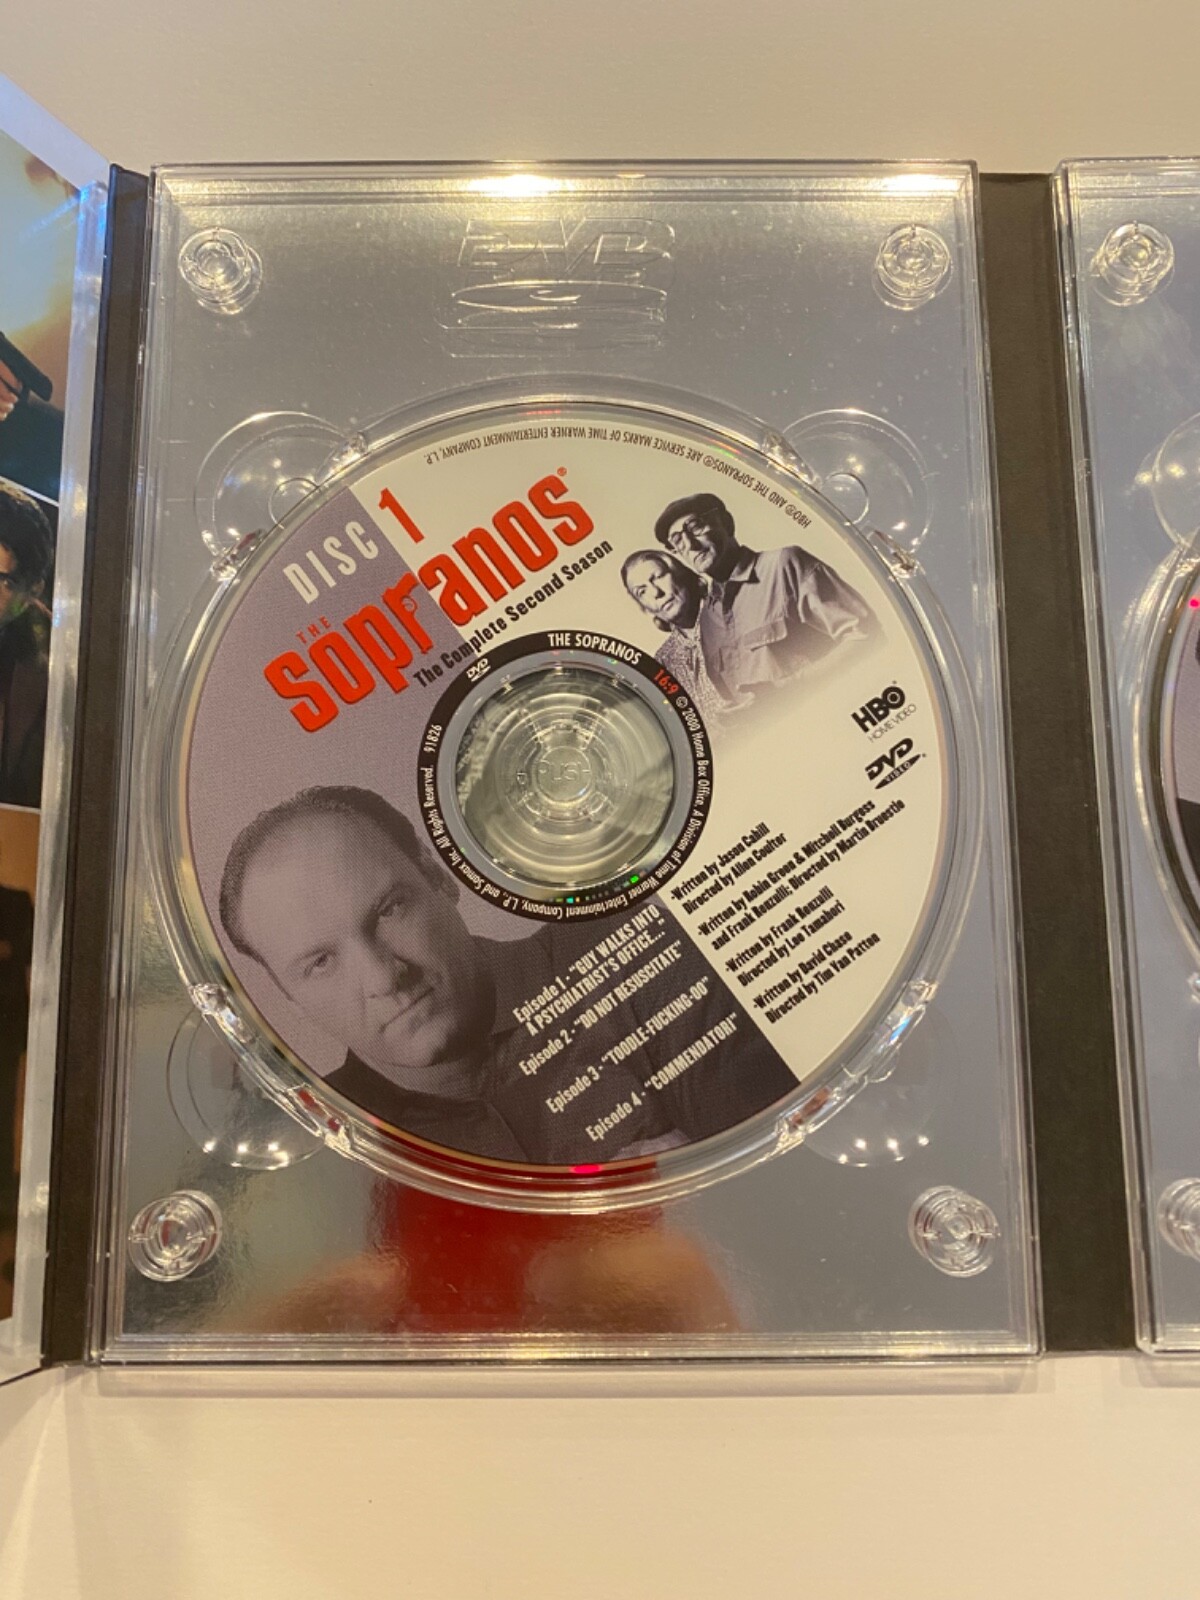 DVD
HBO® AND THE SOPRANOS® ARE SERVICE MARKS OF TIME WARNER ENTERTAINMENT COMPANY, L.P.
DISC 1
THE
Sopranos®
The Complete Second Season
DVD
THE SOPRANOS
16:9
© 2000 Home Box Office, A Division of Time Warner Entertainment Company, L.P. and Samax Inc. All Rights Reserved. 91826
PUSH
HBO®
HOME VIDEO
DVD
VIDEO
Episode 1 - "GUY WALKS INTO
A PSYCHIATRIST'S OFFICE..."
Episode 2 - "DO NOT RESUSCITATE"
Episode 3 - "TOODLE-FUCKING-OO"
Episode 4 - "COMMENDATORI"
-Written by Jason Cahill
Directed by Allen Coulter
-Written by Robin Green & Mitchell Burgess
and Frank Renzulli; Directed by Martin Bruestle
-Written by Frank Renzulli
Directed by Lee Tamahori
-Written by David Chase
Directed by Tim Van Patten